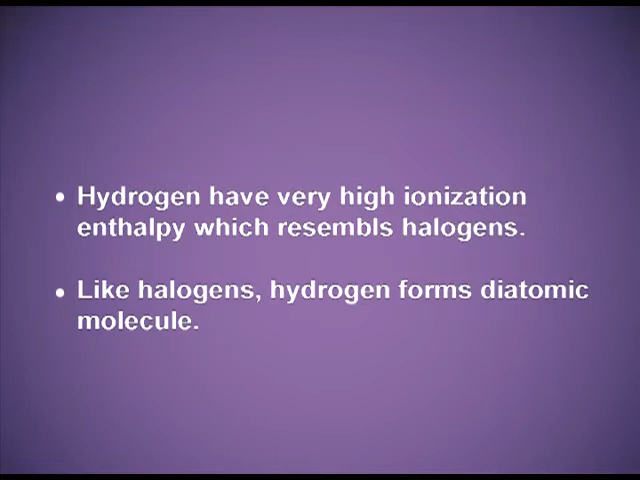 • Hydrogen have very high ionization
enthalpy which resembls halogens.
• Like halogens, hydrogen forms diatomic
molecule.